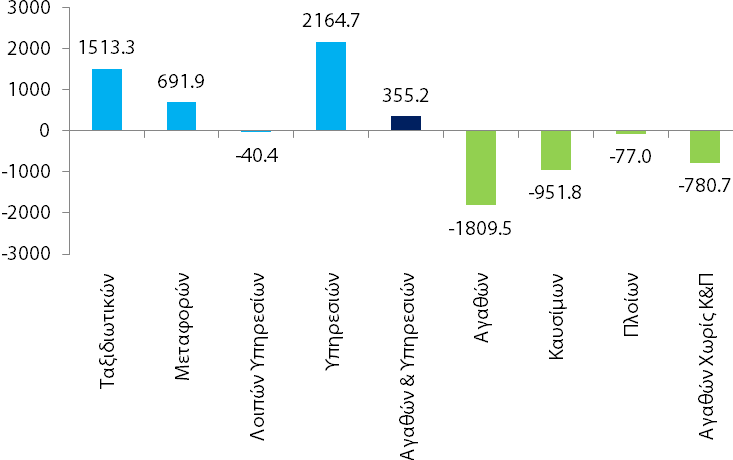 3000
2000
1000
0
-1000
-2000
-3000
1513.3
691.9
-40.4
2164.7
355.2
-1809.5
-951.8
-77.0
-780.7
Ταξιδιωτικών
Μεταφορών
Λοιπών Υπηρεσίων
Υπηρεσιών
Αγαθών & Υπηρεσιών
Αγαθών
Καυσίμων
Πλοίων
Αγαθών Χωρίς Κ&Π